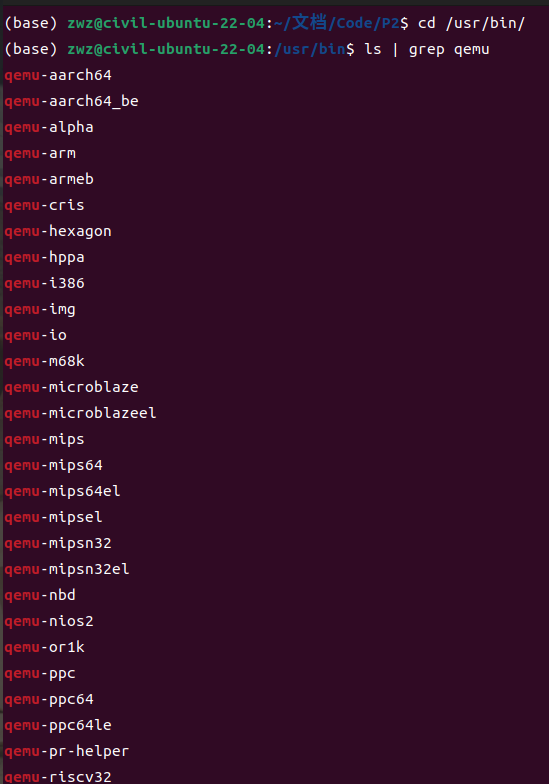 (base) zwz@civil-ubuntu-22-04:~/文档/Code/P2$ cd /usr/bin/
(base) zwz@civil-ubuntu-22-04:/usr/bin$ ls | grep qemu
qemu-aarch64
qemu-aarch64_be
qemu-alpha
qemu-arm
qemu-armeb
qemu-cris
qemu-hexagon
qemu-hppa
qemu-i386
qemu-img
qemu-io
qemu-m68k
qemu-microblaze
qemu-microblazeel
qemu-mips
qemu-mips64
qemu-mips64el
qemu-mipsel
qemu-mipsn32
qemu-mipsn32el
qemu-nbd
qemu-nios2
qemu-or1k
qemu-ppc
qemu-ppc64
qemu-ppc64le
qemu-pr-helper
qemu-riscv32